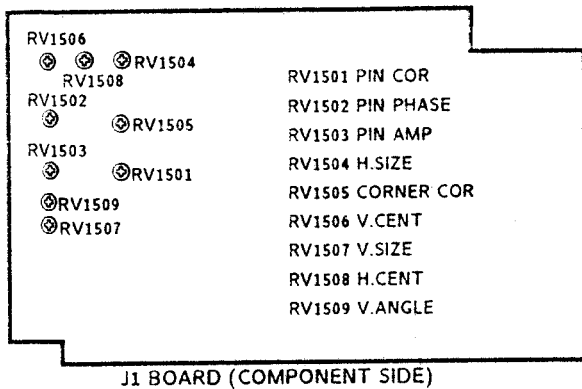 RV1506
RV1504
RV1508
RV1502
RV1505
RV1503
RV1501
RV1509
RV1507
RV1501 PIN COR
RV1502 PIN PHASE
RV1503 PIN AMP
RV1504 H.SIZE
RV1505 CORNER COR
RV1506 V.CENT
RV1507 V.SIZE
RV1508 H.CENT
RV1509 V.ANGLE
J1 BOARD (COMPONENT SIDE)